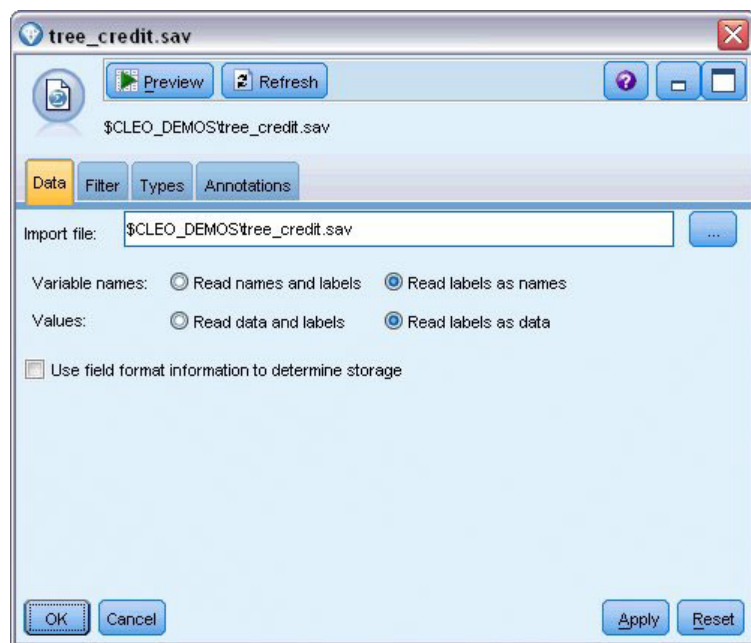 tree_credit.sav
Preview Refresh
$CLEO_DEMOS\tree_credit.sav
Data Filter Types Annotations
Import file: $CLEO_DEMOS\tree_credit.sav ...
Variable names: Read names and labels Read labels as names
Values: Read data and labels Read labels as data
Use field format information to determine storage
OK Cancel Apply Reset